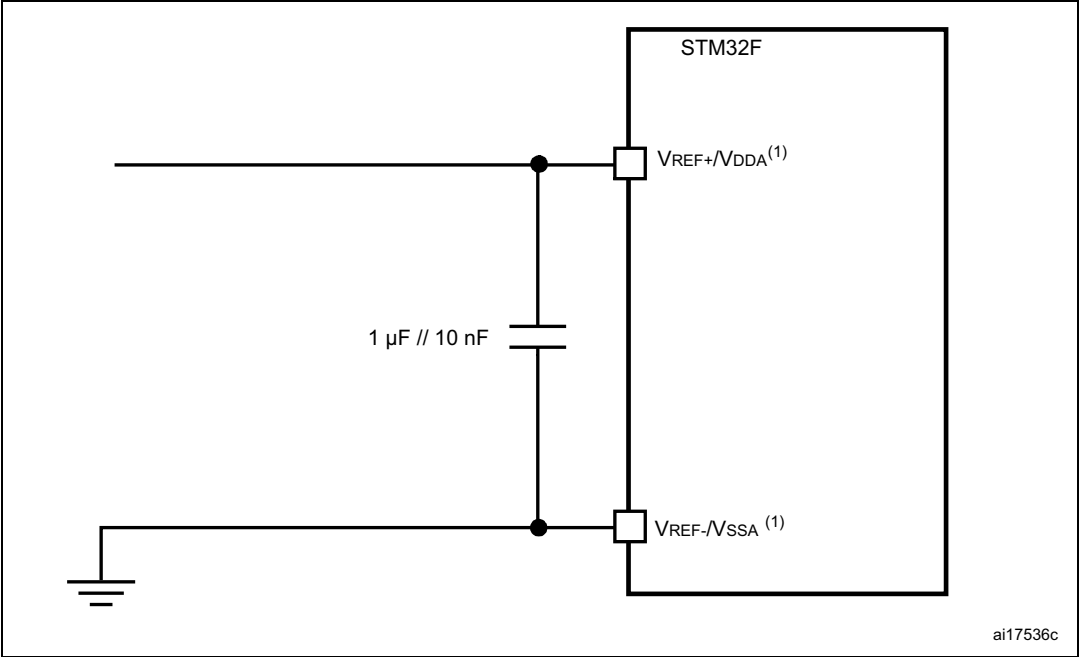 STM32F
VREF+/VDDA(1)
1 µF // 10 nF
VREF-/VSSA (1)
ai17536c